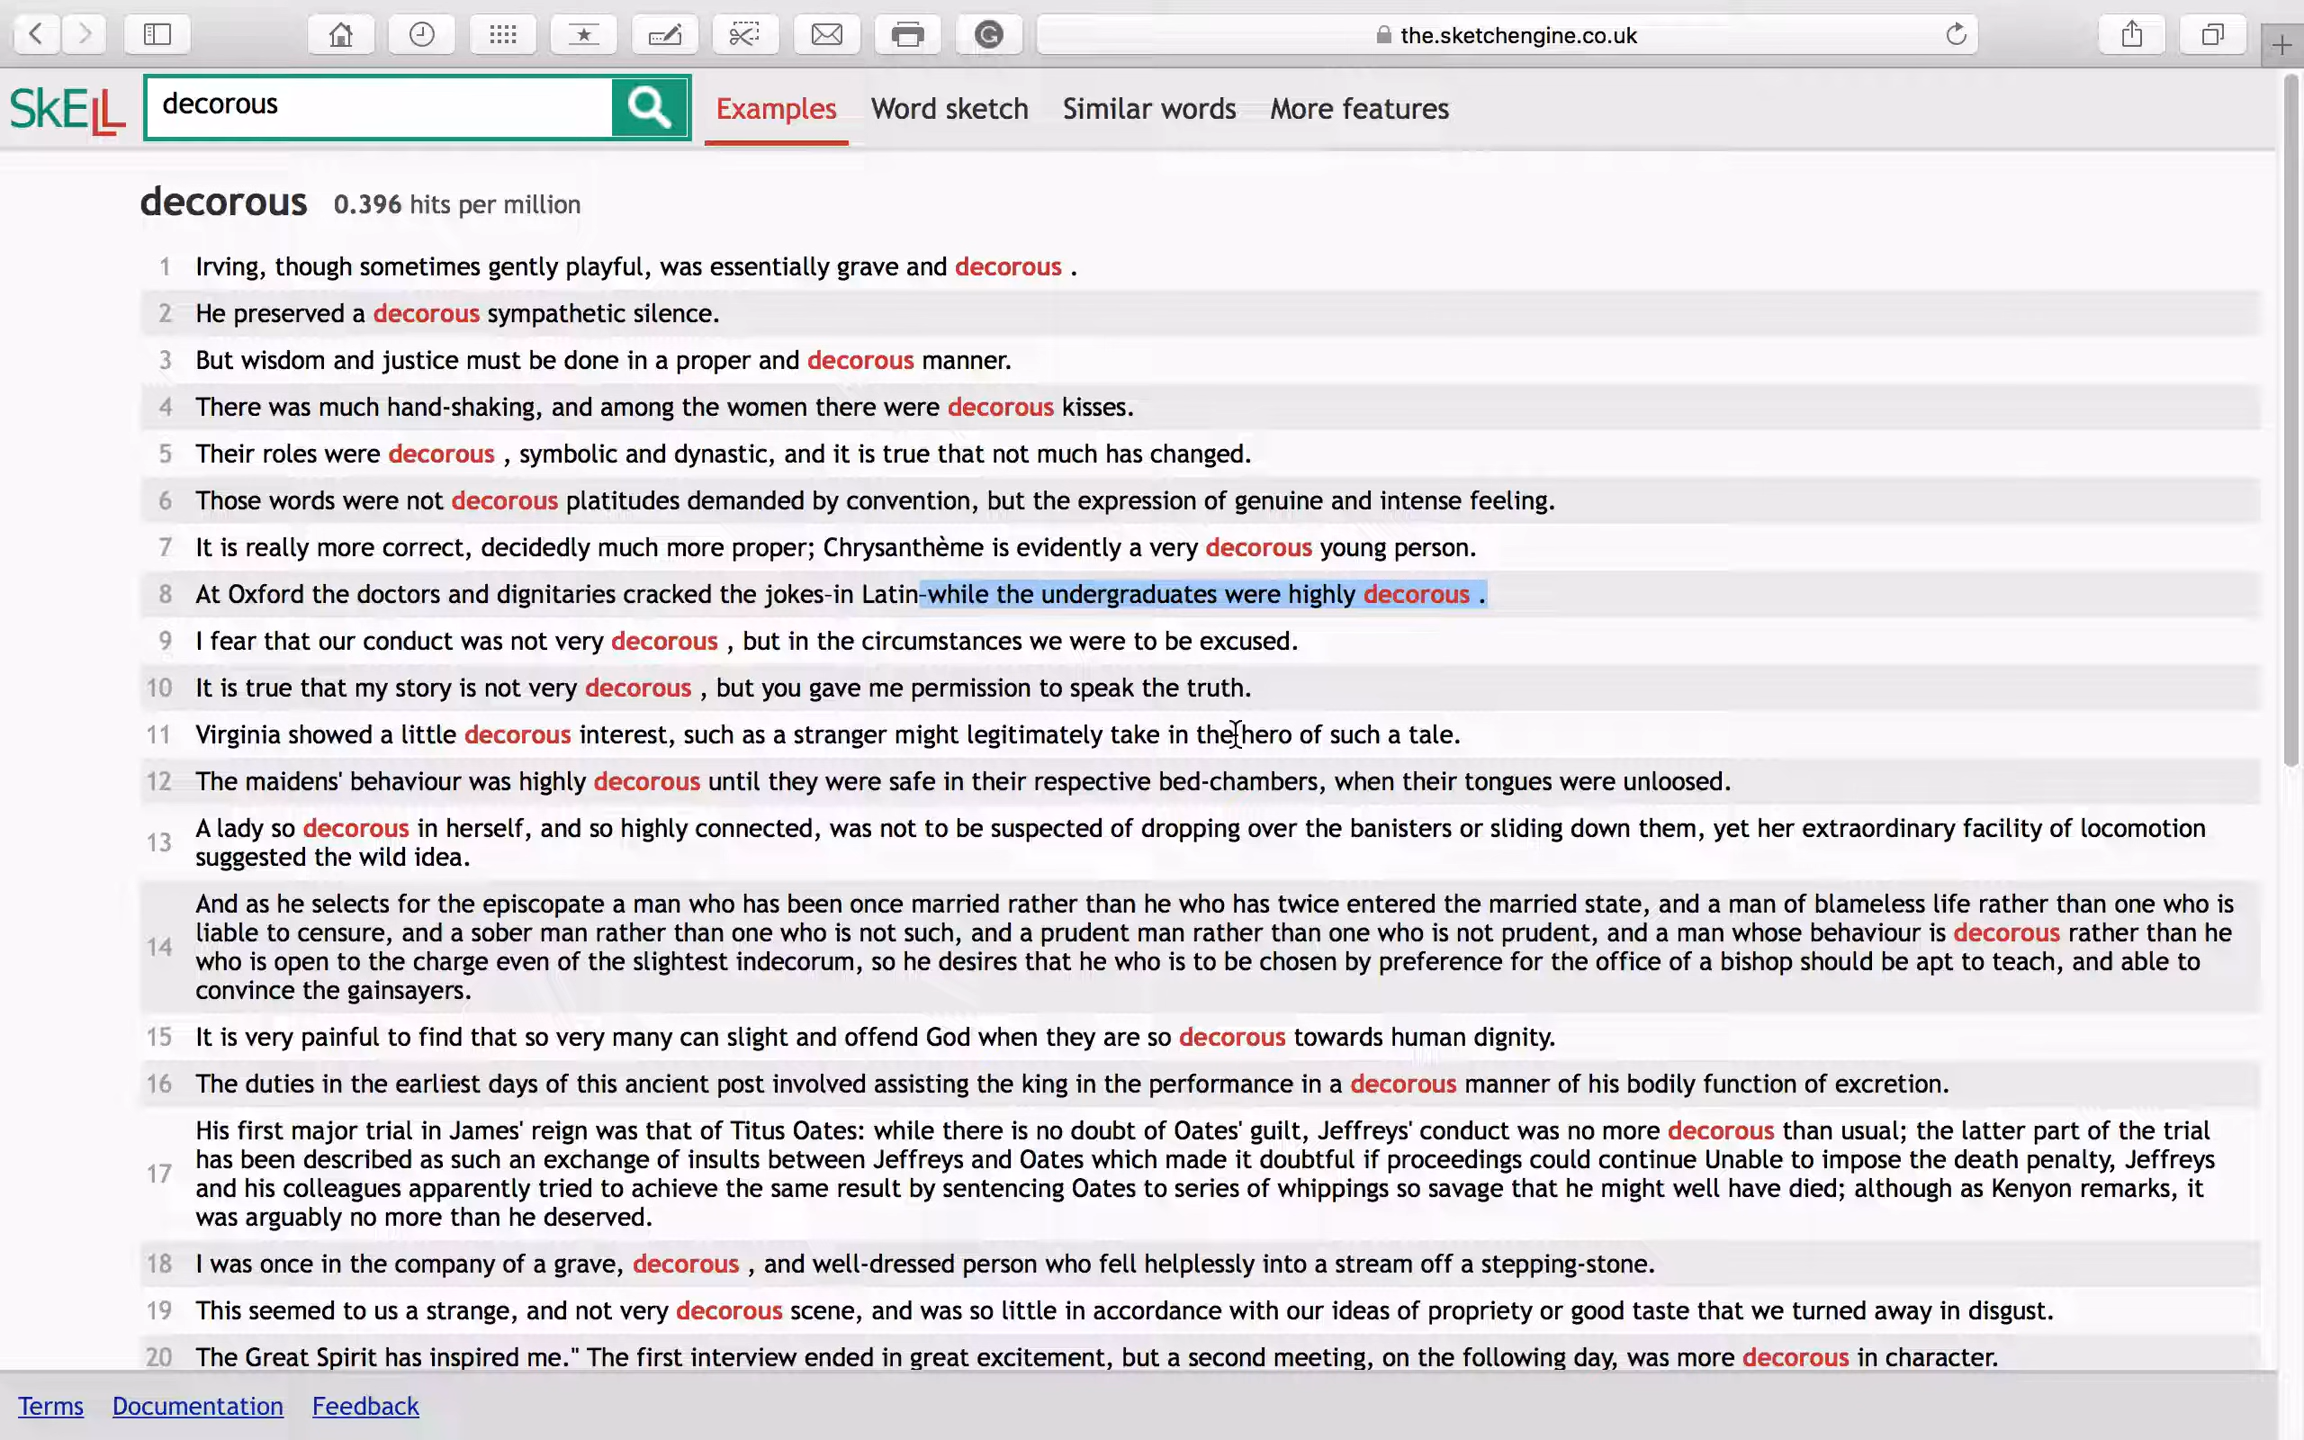 the.sketchengine.co.uk
SkELL
decorous
Examples
Word sketch
Similar words
More features
decorous 0.396 hits per million
1 Irving, though sometimes gently playful, was essentially grave and decorous .
2 He preserved a decorous sympathetic silence.
3 But wisdom and justice must be done in a proper and decorous manner.
4 There was much hand-shaking, and among the women there were decorous kisses.
5 Their roles were decorous , symbolic and dynastic, and it is true that not much has changed.
6 Those words were not decorous platitudes demanded by convention, but the expression of genuine and intense feeling.
7 It is really more correct, decidedly much more proper; Chrysanthème is evidently a very decorous young person.
8 At Oxford the doctors and dignitaries cracked the jokes-in Latin-while the undergraduates were highly decorous .
9 I fear that our conduct was not very decorous , but in the circumstances we were to be excused.
10 It is true that my story is not very decorous , but you gave me permission to speak the truth.
11 Virginia showed a little decorous interest, such as a stranger might legitimately take in the hero of such a tale.
12 The maidens' behaviour was highly decorous until they were safe in their respective bed-chambers, when their tongues were unloosed.
13 A lady so decorous in herself, and so highly connected, was not to be suspected of dropping over the banisters or sliding down them, yet her extraordinary facility of locomotion
suggested the wild idea.
14 And as he selects for the episcopate a man who has been once married rather than he who has twice entered the married state, and a man of blameless life rather than one who is
liable to censure, and a sober man rather than one who is not such, and a prudent man rather than one who is not prudent, and a man whose behaviour is decorous rather than he
who is open to the charge even of the slightest indecorum, so he desires that he who is to be chosen by preference for the office of a bishop should be apt to teach, and able to
convince the gainsayers.
15 It is very painful to find that so very many can slight and offend God when they are so decorous towards human dignity.
16 The duties in the earliest days of this ancient post involved assisting the king in the performance in a decorous manner of his bodily function of excretion.
17 His first major trial in James' reign was that of Titus Oates: while there is no doubt of Oates' guilt, Jeffreys' conduct was no more decorous than usual; the latter part of the trial
has been described as such an exchange of insults between Jeffreys and Oates which made it doubtful if proceedings could continue Unable to impose the death penalty, Jeffreys
and his colleagues apparently tried to achieve the same result by sentencing Oates to series of whippings so savage that he might well have died; although as Kenyon remarks, it
was arguably no more than he deserved.
18 I was once in the company of a grave, decorous , and well-dressed person who fell helplessly into a stream off a stepping-stone.
19 This seemed to us a strange, and not very decorous scene, and was so little in accordance with our ideas of propriety or good taste that we turned away in disgust.
20 The Great Spirit has inspired me." The first interview ended in great excitement, but a second meeting, on the following day, was more decorous in character.
Terms
Documentation
Feedback